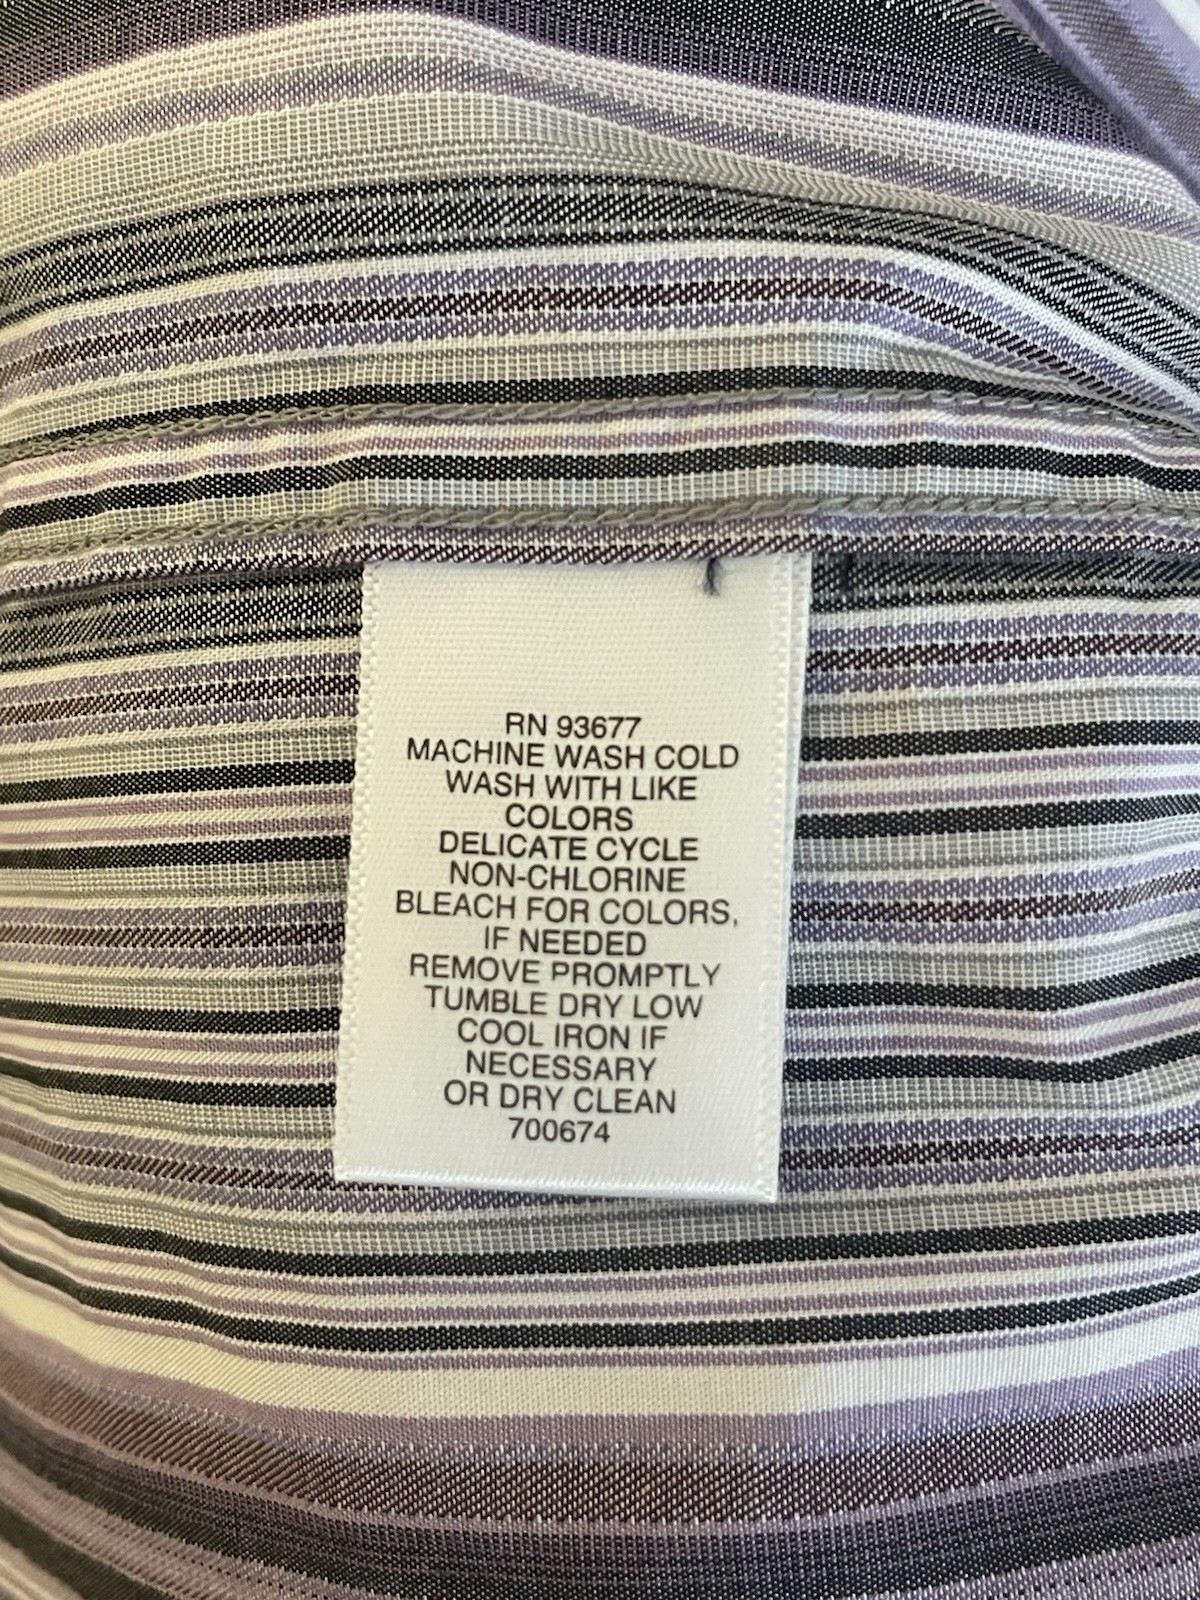 RN 93677
MACHINE WASH COLD
WASH WITH LIKE
COLORS
DELICATE CYCLE
NON-CHLORINE
BLEACH FOR COLORS,
IF NEEDED
REMOVE PROMPTLY
TUMBLE DRY LOW
COOL IRON IF
NECESSARY
OR DRY CLEAN
700674